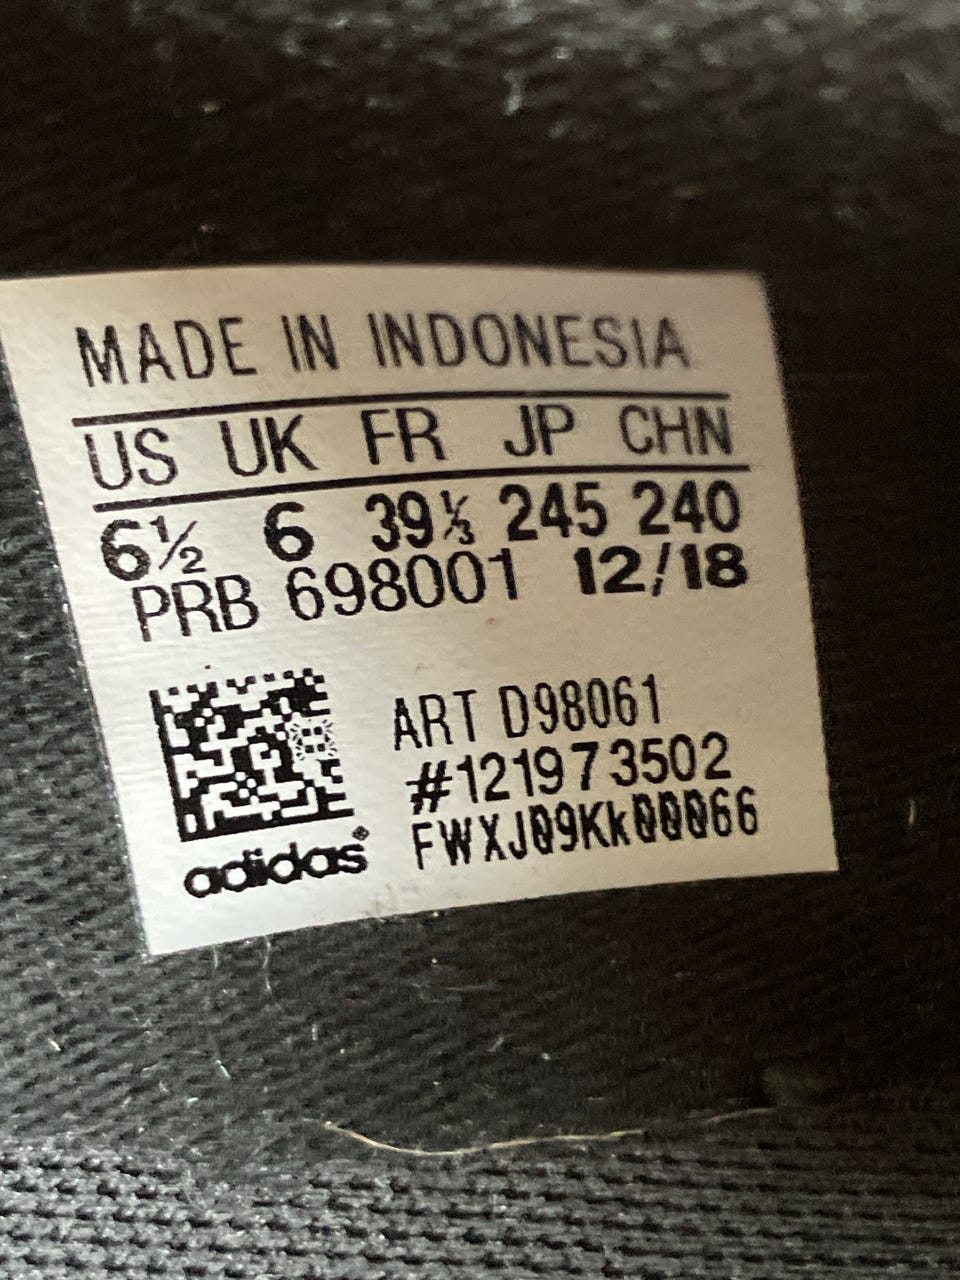 MADE IN INDONESIA
US UK FR JP CHN
6½ 6 39⅓ 245 240
PRB 698001 12/18
ART D98061
#121973502
FWXJ09Kk00066
adidas®